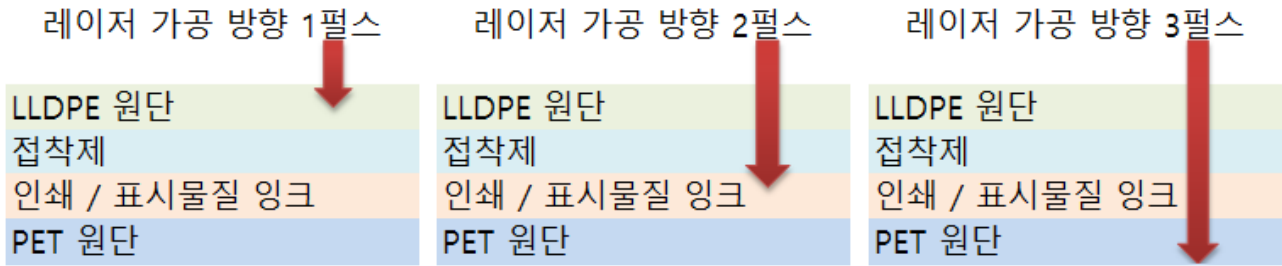 레이저 가공 방향 1펄스
LLDPE 원단
접착제
인쇄 / 표시물질 잉크
PET 원단
레이저 가공 방향 2펄스
LLDPE 원단
접착제
인쇄 / 표시물질 잉크
PET 원단
레이저 가공 방향 3펄스
LLDPE 원단
접착제
인쇄 / 표시물질 잉크
PET 원단